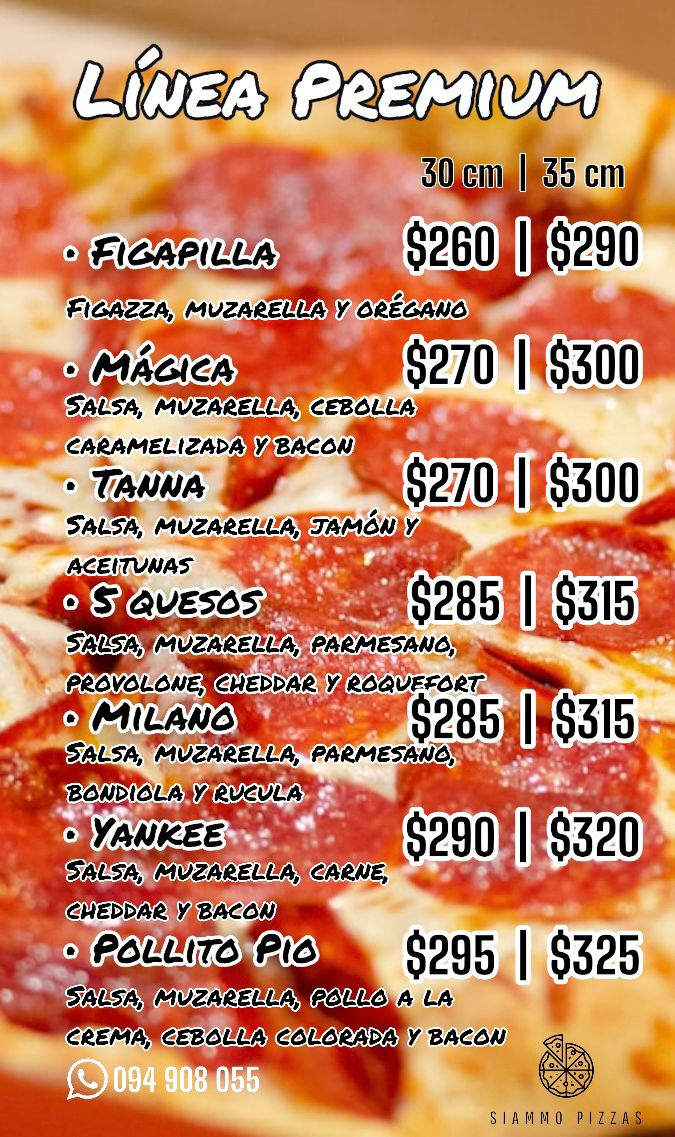 Línea Premium
30 cm | 35 cm
• Figapilla $260 | $290
Figazza, muzarella y orégano
• Mágica $270 | $300
Salsa, muzarella, cebolla
caramelizada y bacon
• Tanna $270 | $300
Salsa, muzarella, jamón y
aceitunas
• 5 quesos $285 | $315
Salsa, muzarella, parmesano,
provolone, cheddar y roquefort
• Milano $285 | $315
Salsa, muzarella, parmesano,
bondiola y rucula
• Yankee $290 | $320
Salsa, muzarella, carne,
cheddar y bacon
• Pollito Pio $295 | $325
Salsa, muzarella, pollo a la
crema, cebolla colorada y bacon
094 908 055
SIAMMO PIZZAS